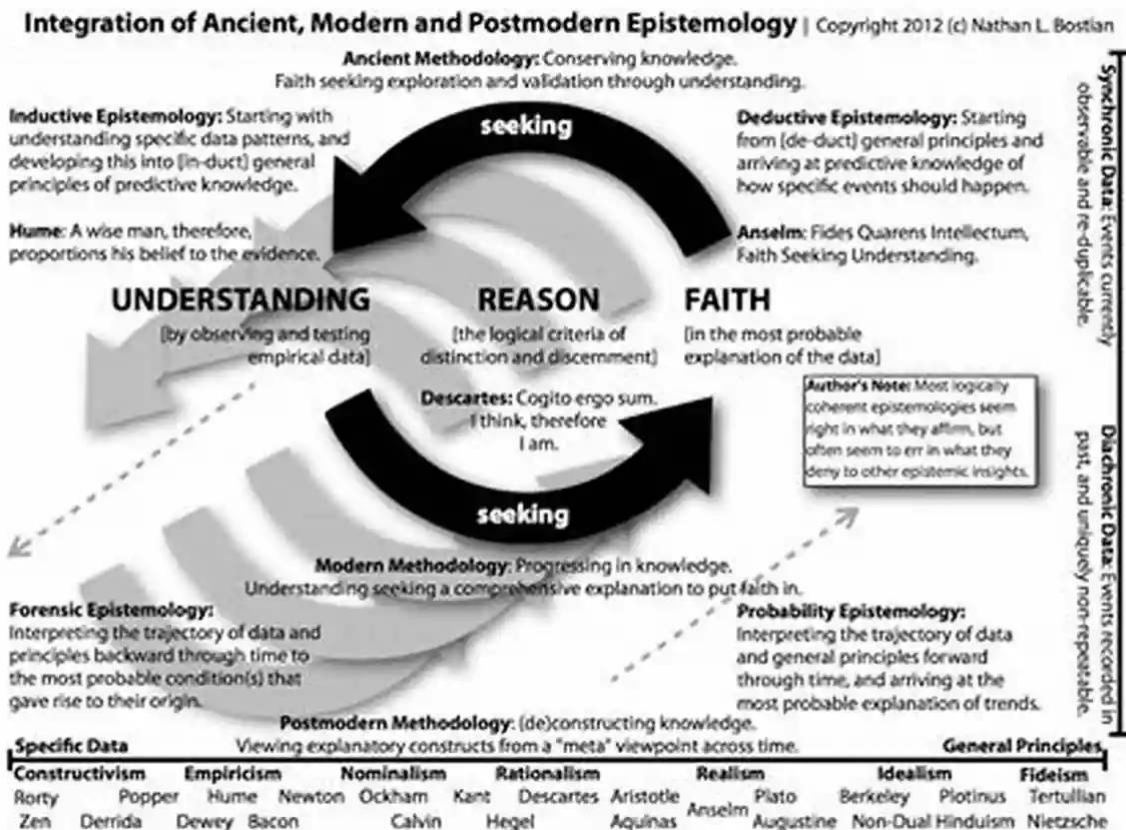 Integration of Ancient, Modern and Postmodern Epistemology | Copyright 2012 (c) Nathan L. Bostian
Ancient Methodology: Conserving knowledge.
Faith seeking exploration and validation through understanding.
Inductive Epistemology: Starting with
understanding specific data patterns, and
developing this into [in-duct] general
principles of predictive knowledge.
Hume: A wise man, therefore,
proportions his belief to the evidence.
seeking
Deductive Epistemology: Starting
from [de-duct] general principles and
arriving at predictive knowledge of
how specific events should happen.
Anselm: Fides Quarens Intellectum,
Faith Seeking Understanding.
Synchronic Data: Events currently
observable and re-duplicable.
UNDERSTANDING
[by observing and testing
empirical data]
REASON
[the logical criteria of
distinction and discernment]
FAITH
[in the most probable
explanation of the data]
Descartes: Cogito ergo sum.
I think, therefore
I am.
Author's Note: Most logically
coherent epistemologies seem
right in what they affirm, but
often seem to err in what they
deny to other epistemic insights.
Diachronic Data: Events recorded in
past, and uniquely non-repeatable.
seeking
Modern Methodology: Progressing in knowledge.
Understanding seeking a comprehensive explanation to put faith in.
Forensic Epistemology:
Interpreting the trajectory of data and
principles backward through time to
the most probable condition(s) that
gave rise to their origin.
Probability Epistemology:
Interpreting the trajectory of data
and general principles forward
through time, and arriving at the
most probable explanation of trends.
Postmodern Methodology: (de)constructing knowledge.
Viewing explanatory constructs from a "meta" viewpoint across time.
Specific Data
General Principles
Constructivism Empiricism Nominalism Rationalism Realism Idealism Fideism
Rorty Popper Hume Newton Ockham Kant Descartes Aristotle Anselm Plato Berkeley Plotinus Tertullian
Zen Derrida Dewey Bacon Calvin Hegel Aquinas Augustine Non-Dual Hinduism Nietzsche